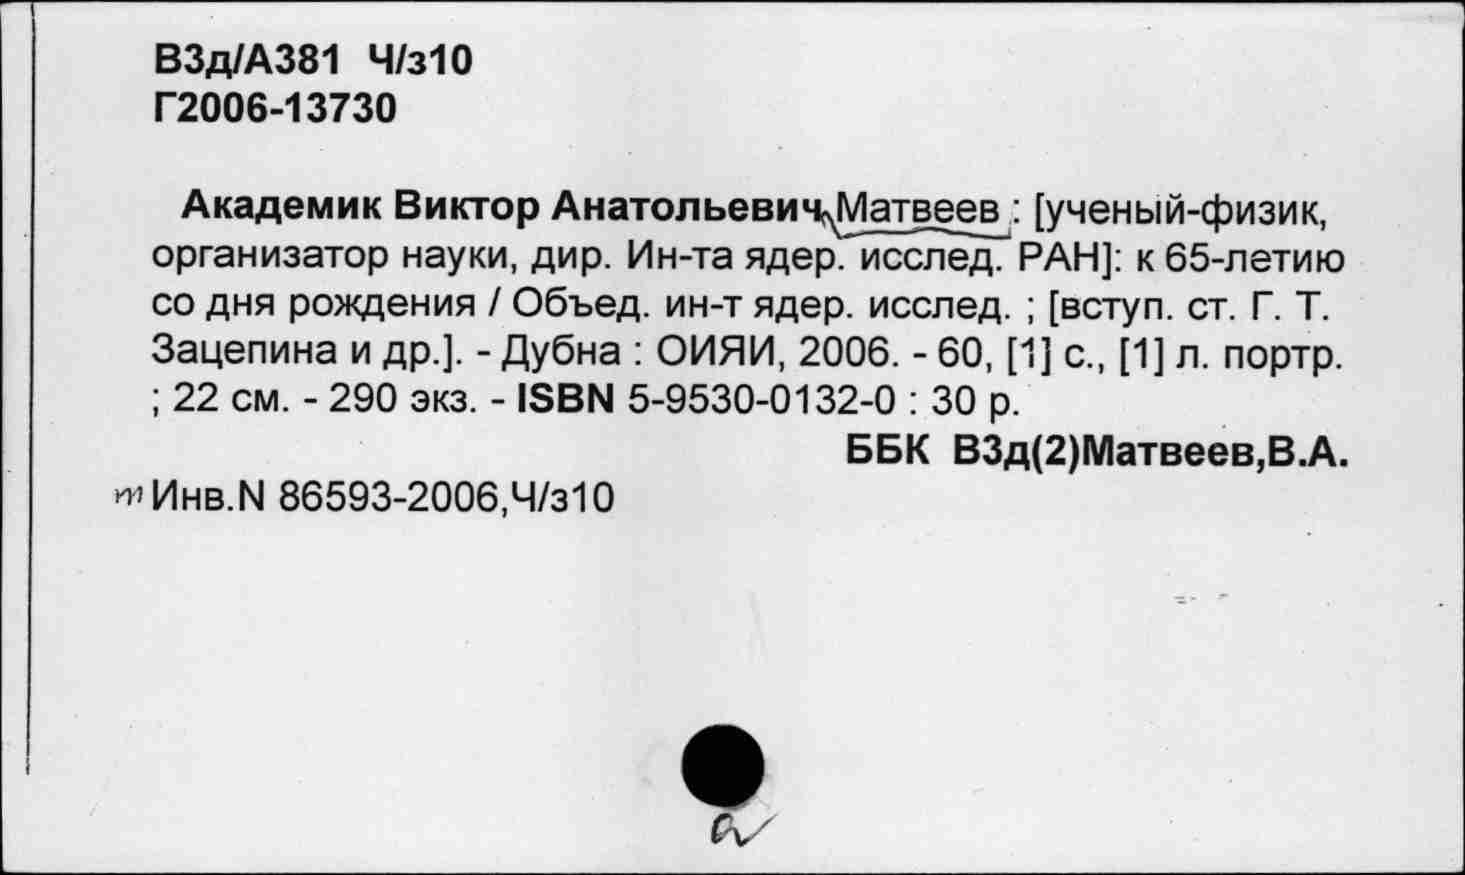 В3д/А381 Ч/з10
Г2006-13730
Академик Виктор Анатольевич Матвеев : [ученый-физик,
организатор науки, дир. Ин-та ядер. исслед. РАН]: к 65-летию
со дня рождения / Объед. ин-т ядер. исслед. ; [вступ. ст. Г. Т.
Зацепина и др.]. - Дубна : ОИЯИ, 2006. - 60, [1] с., [1] л. портр.
; 22 см. - 290 экз. - ISBN 5-9530-0132-0 : 30 р.
ББК В3д(2)Матвеев,В.А.
Инв.N 86593-2006,Ч/з10